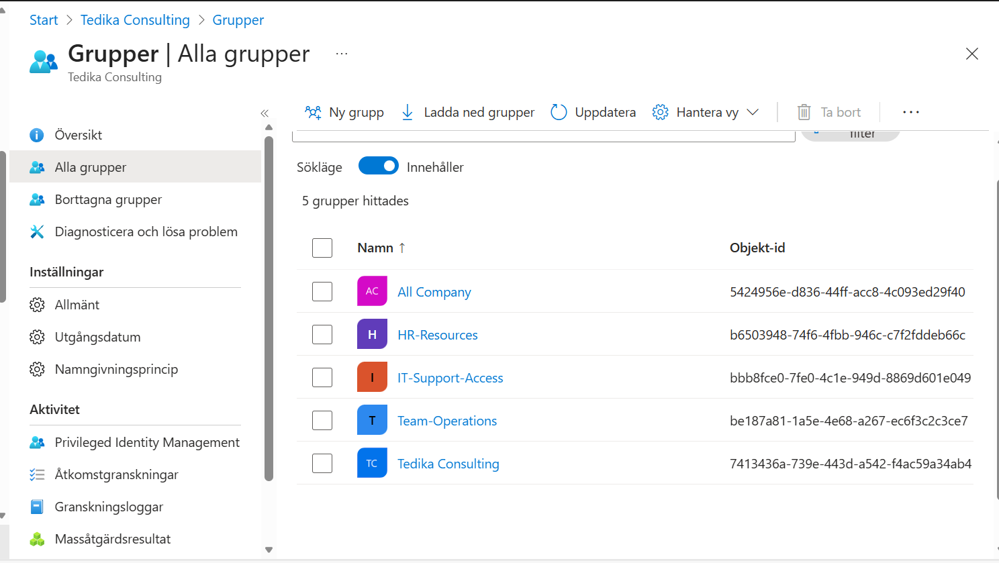 Start > Tedika Consulting > Grupper
Grupper | Alla grupper ...
Tedika Consulting
«
Översikt
Alla grupper
Borttagna grupper
Diagnosticera och lösa problem
Inställningar
Allmänt
Utgångsdatum
Namngivningsprincip
Aktivitet
Privileged Identity Management
Åtkomstgranskningar
Granskningsloggar
Massåtgärdsresultat
Ny grupp Ladda ned grupper Uppdatera Hantera vy Ta bort ...
filter
Sökläge Innehåller
5 grupper hittades
Namn ↑ Objekt-id
AC All Company 5424956e-d836-44ff-acc8-4c093ed29f40
H HR-Resources b6503948-74f6-4fbb-946c-c7f2fddeb66c
I IT-Support-Access bbb8fce0-7fe0-4c1e-949d-8869d601e049
T Team-Operations be187a81-1a5e-4e68-a267-ec6f3c2c3ce7
TC Tedika Consulting 7413436a-739e-443d-a542-f4ac59a34ab4